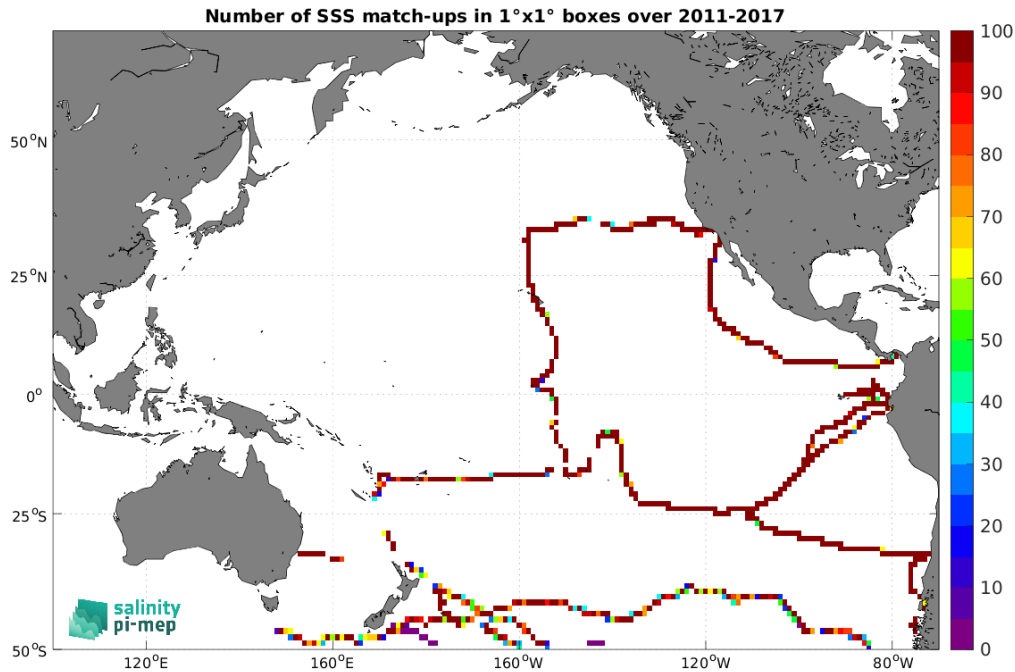 Number of SSS match-ups in 1°x1° boxes over 2011-2017
50°N
25°N
0°
25°S
50°S
120°E
160°E
160°W
120°W
80°W
100
90
80
70
60
50
40
30
20
10
0
salinity
pi-mep